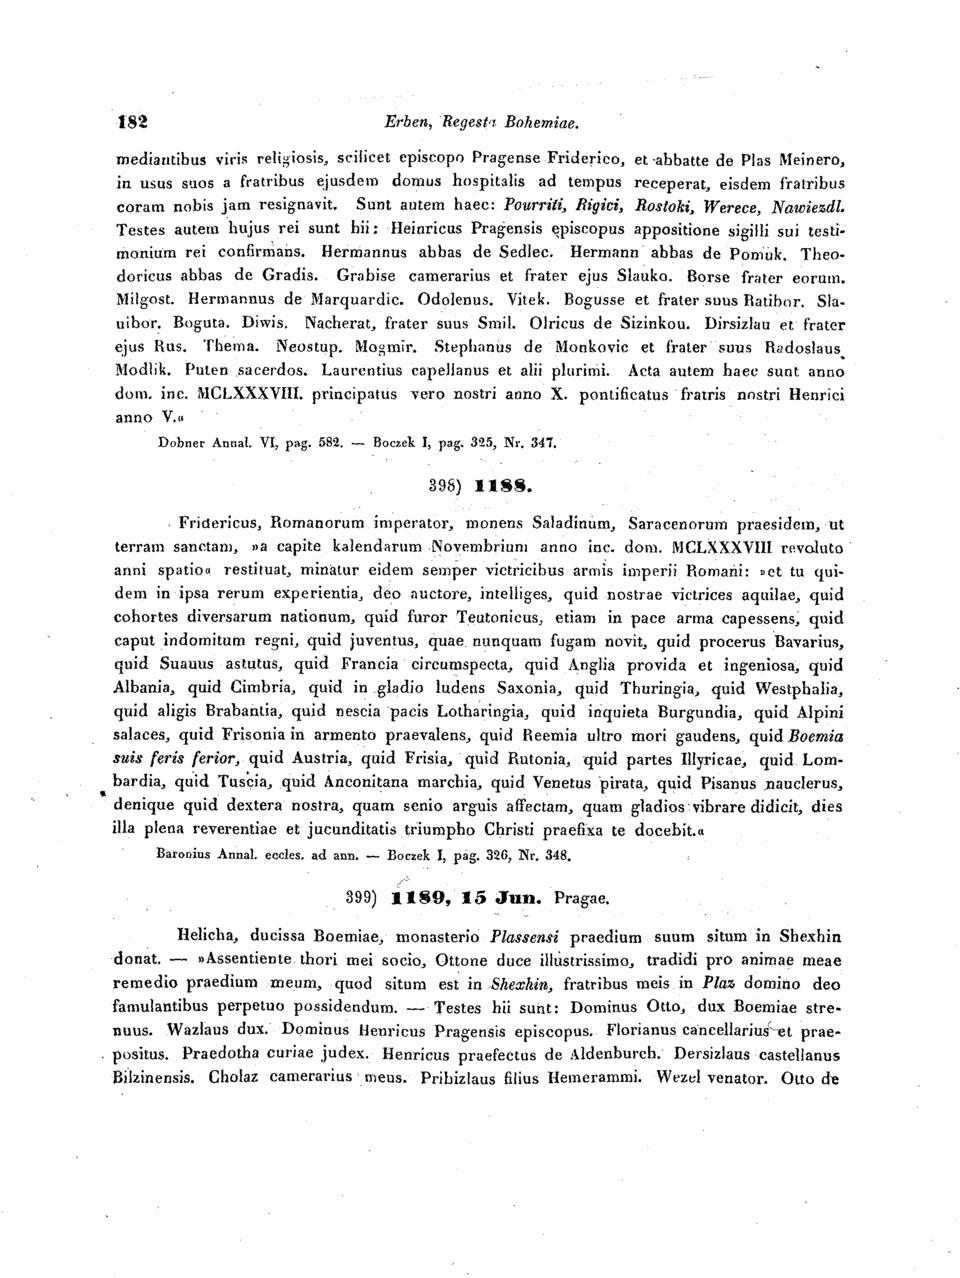 182 Erben, Regesta Bohemiae.
mediantibus viris religiosis, scilicet episcopo Pragense Friderico, et abbatte de Plas Meinero,
in usus suos a fratribus ejusdem domus hospitalis ad tempus receperat, eisdem fratribus
coram nobis jam resignavit. Sunt autem haec: Pourriti, Rigici, Rostoki, Werece, Nawiezdl.
Testes autem hujus rei sunt hii: Heinricus Pragensis episcopus appositione sigilli sui testi-
monium rei confirmans. Hermannus abbas de Sedlec. Hermann abbas de Pomuk. Theo-
doricus abbas de Gradis. Grabise camerarius et frater ejus Slauko. Borse frater eorum.
Milgost. Hermannus de Marquardic. Odolenus. Vitek. Bogusse et frater suus Ratibor. Sla-
uibor. Boguta. Diwis. Nacherat, frater suus Smil. Olricus de Sizinkou. Dirsizlau et frater
ejus Rus. Thema. Neostup. Mogmir. Stephanus de Monkovic et frater suus Radoslaus
Modlik. Puten sacerdos. Laurentius capellanus et alii plurimi. Acta autem haec sunt anno
dom. inc. MCLXXXVIII. principatus vero nostri anno X. pontificatus fratris nostri Henrici
anno V.«
Dobner Annal. VI, pag. 582. — Boczek I, pag. 325, Nr. 347.
398) 1188.
Fridericus, Romanorum imperator, monens Saladinum, Saracenorum praesidem, ut
terram sanctam, »a capite kalendarum Novembrium anno inc. dom. MCLXXXVIII revoluto
anni spatio« restituat, minatur eidem semper victricibus armis imperii Romani: »et tu qui-
dem in ipsa rerum experientia, deo auctore, intelliges, quid nostrae victrices aquilae, quid
cohortes diversarum nationum, quid furor Teutonicus, etiam in pace arma capessens, quid
caput indomitum regni, quid juventus, quae nunquam fugam novit, quid procerus Bavarius,
quid Suauus astutus, quid Francia circumspecta, quid Anglia provida et ingeniosa, quid
Albania, quid Cimbria, quid in gladio ludens Saxonia, quid Thuringia, quid Westphalia,
quid aligis Brabantia, quid nescia pacis Lotharingia, quid inquieta Burgundia, quid Alpini
salaces, quid Frisonia in armento praevalens, quid Reemia ultro mori gaudens, quid Boemia
suis feris ferior, quid Austria, quid Frisia, quid Rutonia, quid partes Illyricae, quid Lom-
bardia, quid Tuscia, quid Anconitana marchia, quid Venetus pirata, quid Pisanus nauclerus,
denique quid dextera nostra, quam senio arguis affectam, quam gladios vibrare didicit, dies
illa plena reverentiae et jucunditatis triumpho Christi praefixa te docebit.«
Baronius Annal. eccles. ad ann. — Boczek I, pag. 326, Nr. 348.
399) 1189, 15 Jun. Pragae.
Helicha, ducissa Boemiae, monasterio Plassensi praedium suum situm in Shexhin
donat. — »Assentiente thori mei socio, Ottone duce illustrissimo, tradidi pro animae meae
remedio praedium meum, quod situm est in Shexhin, fratribus meis in Plaz domino deo
famulantibus perpetuo possidendum. — Testes hii sunt: Dominus Otto, dux Boemiae stre-
nuus. Wazlaus dux. Dominus Henricus Pragensis episcopus. Florianus cancellarius et prae-
positus. Praedotha curiae judex. Henricus praefectus de Aldenburch. Dersizlaus castellanus
Bilzinensis. Cholaz camerarius meus. Pribizlaus filius Hemerammi. Wezel venator. Otto de